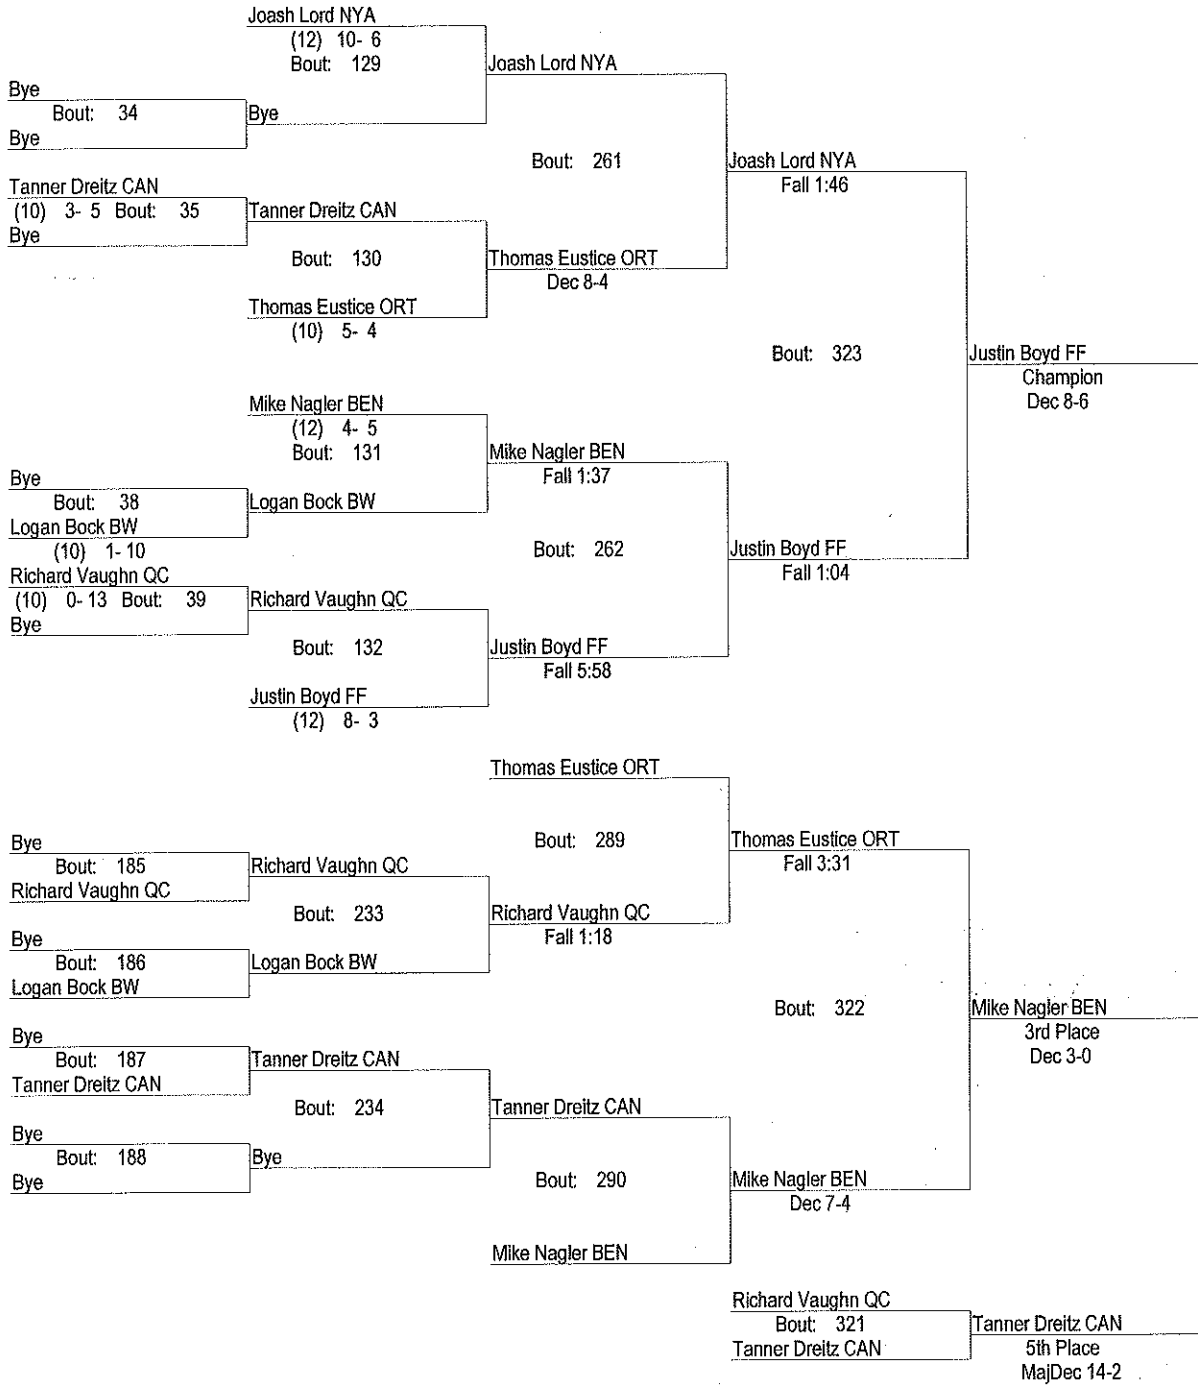 Joash Lord NYA
(12) 10- 6
Bout: 129
Joash Lord NYA
Bye
Bout: 34
Bye
Bye
Bout: 261
Joash Lord NYA
Fall 1:46
Tanner Dreitz CAN
(10) 3- 5 Bout: 35
Tanner Dreitz CAN
Bye
Bout: 130
Thomas Eustice ORT
Dec 8-4
Thomas Eustice ORT
(10) 5- 4
Bout: 323
Justin Boyd FF
Champion
Dec 8-6
Mike Nagler BEN
(12) 4- 5
Bout: 131
Mike Nagler BEN
Fall 1:37
Bye
Bout: 38
Logan Bock BW
Logan Bock BW
(10) 1- 10
Bout: 262
Justin Boyd FF
Fall 1:04
Richard Vaughn QC
(10) 0- 13 Bout: 39
Richard Vaughn QC
Bye
Bout: 132
Justin Boyd FF
Fall 5:58
Justin Boyd FF
(12) 8- 3
Thomas Eustice ORT
Bout: 289
Thomas Eustice ORT
Fall 3:31
Bye
Bout: 185
Richard Vaughn QC
Richard Vaughn QC
Bout: 233
Richard Vaughn QC
Fall 1:18
Bye
Bout: 186
Logan Bock BW
Logan Bock BW
Bout: 322
Mike Nagler BEN
3rd Place
Dec 3-0
Bye
Bout: 187
Tanner Dreitz CAN
Tanner Dreitz CAN
Bout: 234
Tanner Dreitz CAN
Bye
Bout: 188
Bye
Bye
Bout: 290
Mike Nagler BEN
Dec 7-4
Mike Nagler BEN
Richard Vaughn QC
Bout: 321
Tanner Dreitz CAN
Tanner Dreitz CAN
5th Place
MajDec 14-2